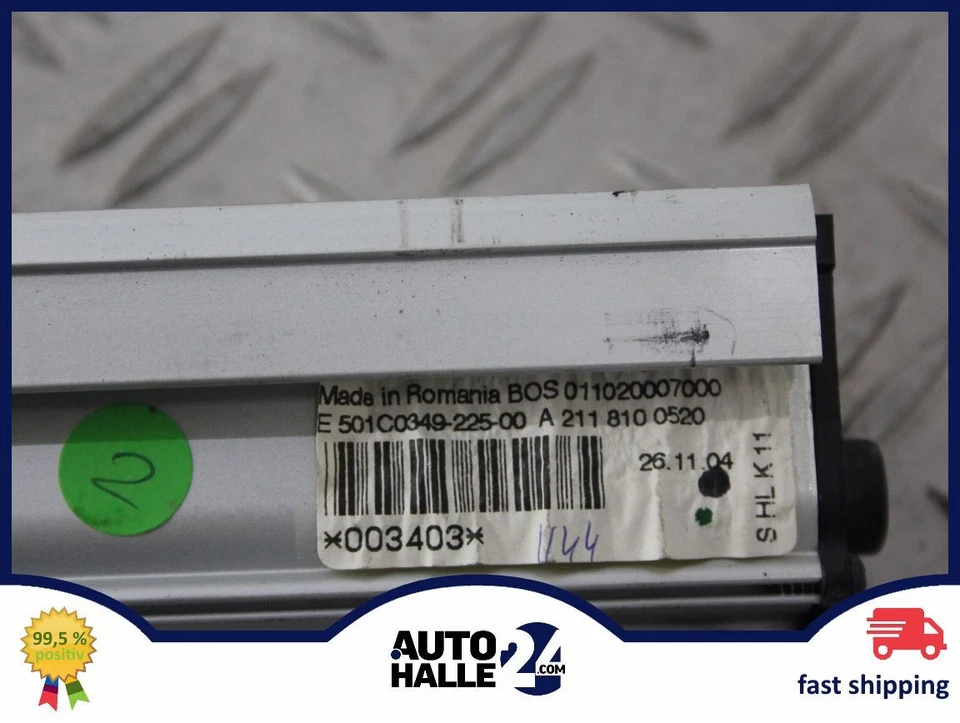 Made in Romania BOS 011020007000
E 501C0349-225-00 A 211 810 0520
26.11.04
*003403*
1144
S HL K 11
2
99,5 %
positiv
AUTO
HALLE
24
.COM
fast shipping